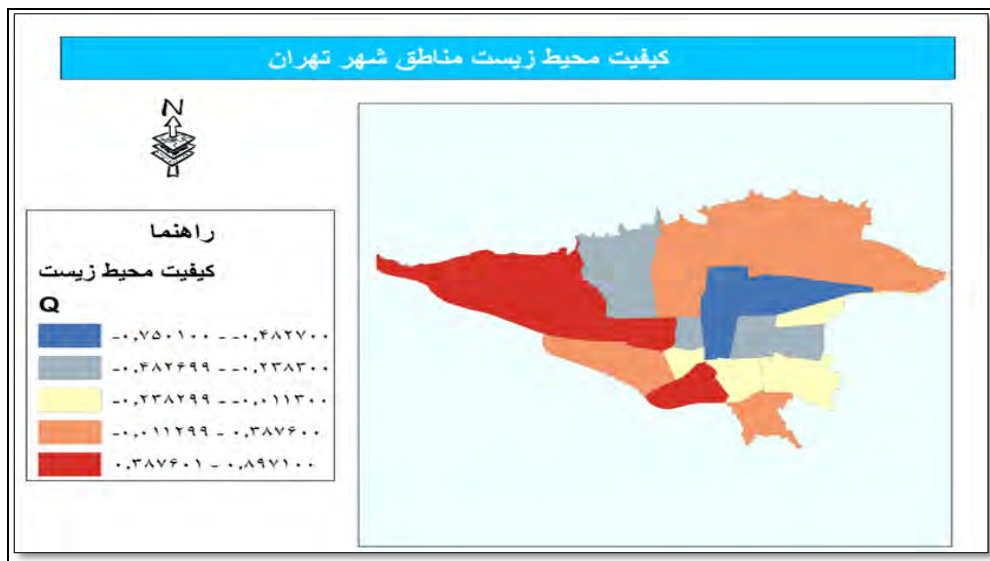 کیفیت محیط زیست مناطق شهر تهران
N
راهنما
کیفیت محیط زیست
Q
-۰,۷۵۰۱۰۰ - -۰,۴۸۲۷۰۰
-۰,۴۸۲۶۹۹ - -۰,۲۳۸۳۰۰
-۰,۲۳۸۲۹۹ - -۰,۰۱۱۳۰۰
-۰,۰۱۱۲۹۹ - ۰,۳۸۷۶۰۰
۰,۳۸۷۶۰۱ - ۰,۸۹۷۱۰۰